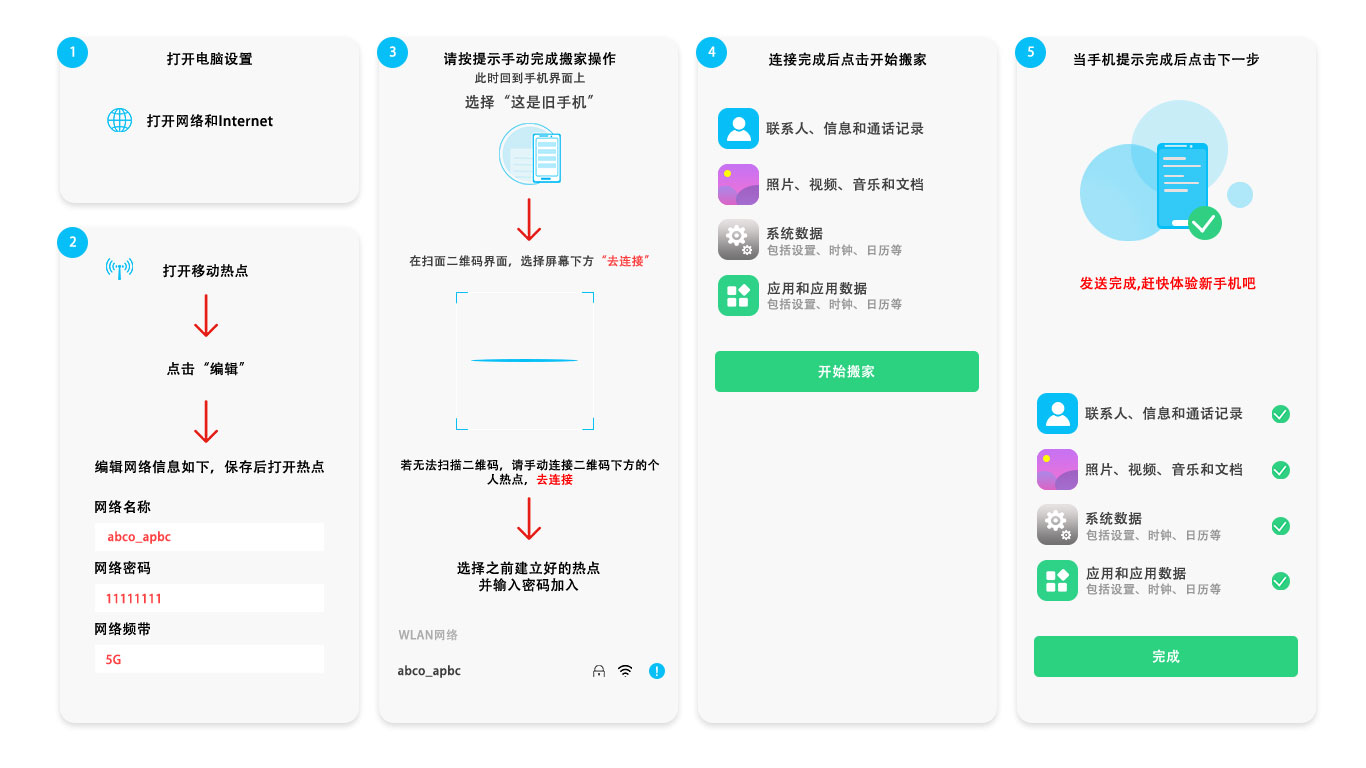 1
打开电脑设置
打开网络和Internet
2
打开移动热点
点击“编辑”
编辑网络信息如下，保存后打开热点
网络名称
abco_apbc
网络密码
11111111
网络频带
5G
3
请按提示手动完成搬家操作
此时回到手机界面上
选择“这是旧手机”
在扫面二维码界面，选择屏幕下方“去连接”
若无法扫描二维码，请手动连接二维码下方的个
人热点，去连接
选择之前建立好的热点
并输入密码加入
WLAN网络
abco_apbc
4
连接完成后点击开始搬家
联系人、信息和通话记录
照片、视频、音乐和文档
系统数据
包括设置、时钟、日历等
应用和应用数据
包括设置、时钟、日历等
开始搬家
5
当手机提示完成后点击下一步
发送完成,赶快体验新手机吧
联系人、信息和通话记录
照片、视频、音乐和文档
系统数据
包括设置、时钟、日历等
应用和应用数据
包括设置、时钟、日历等
完成